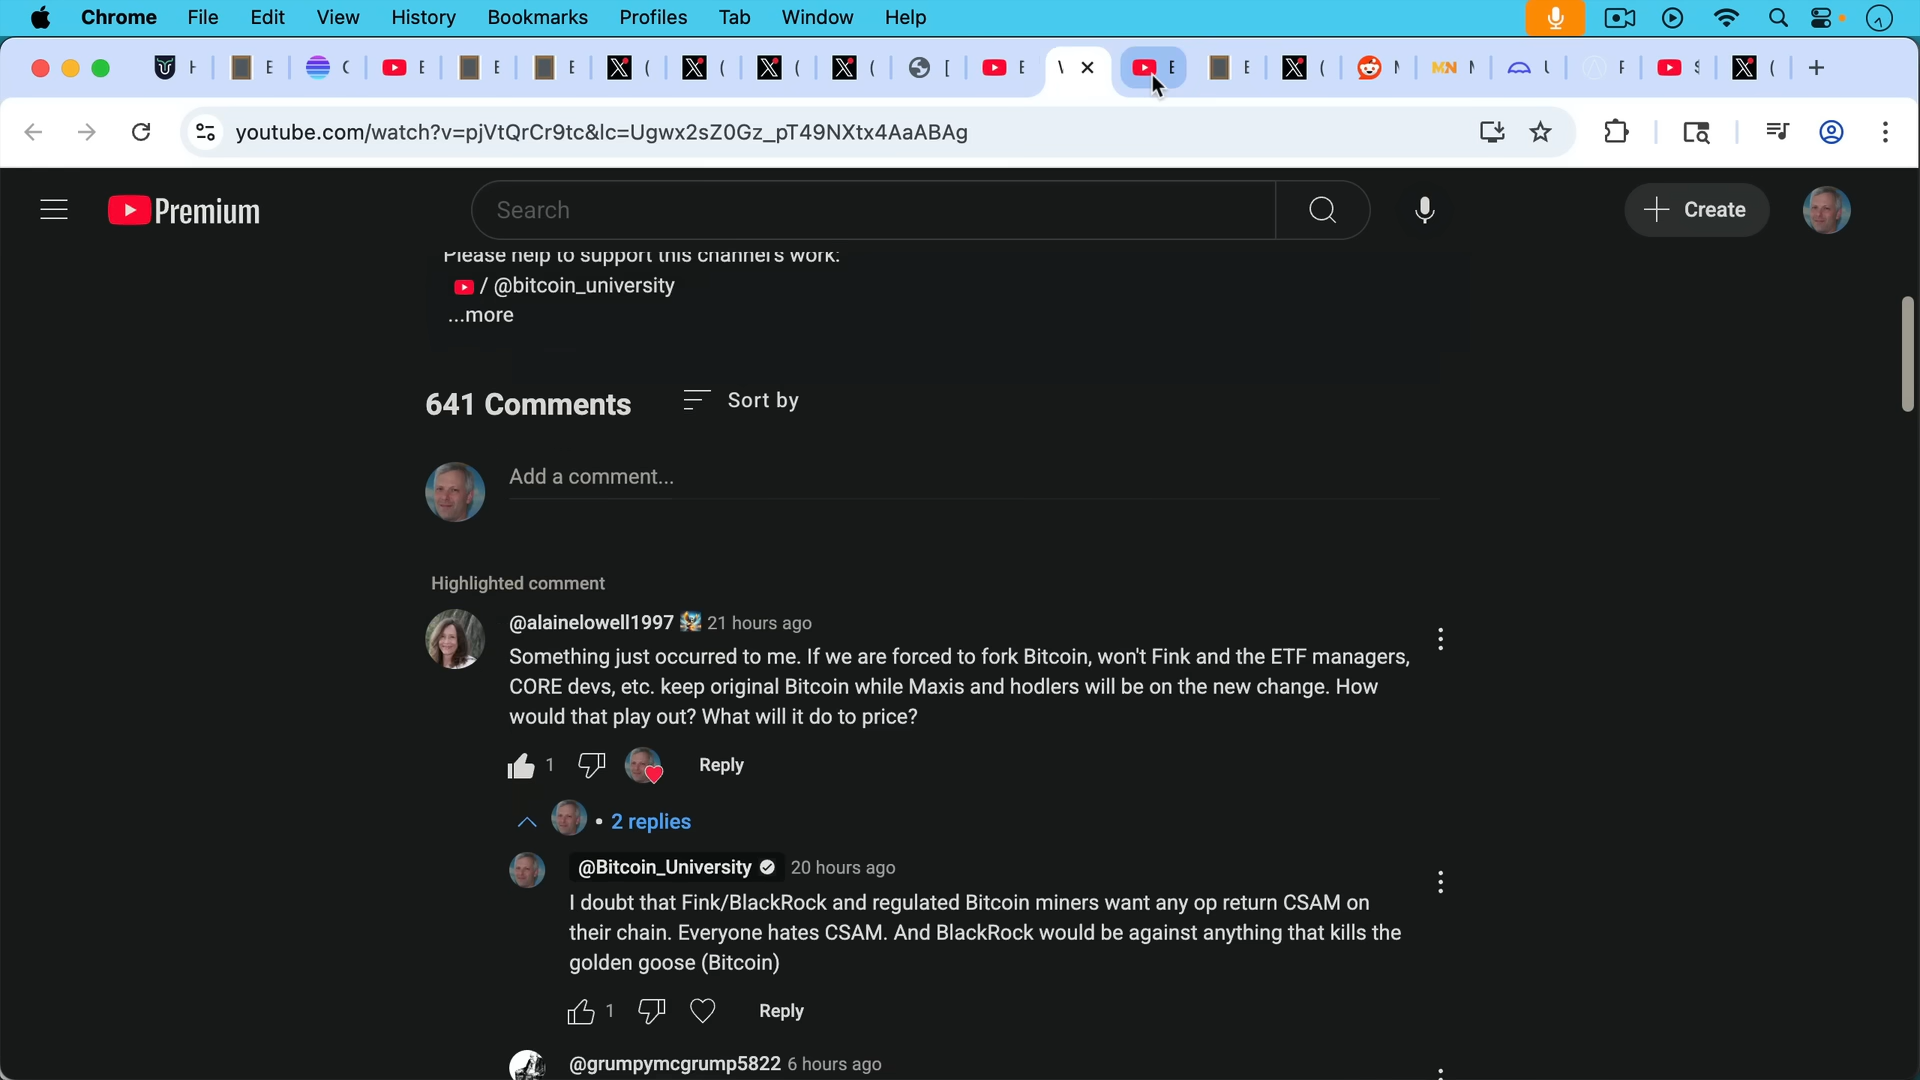 Chrome File Edit View History Bookmarks Profiles Tab Window Help
youtube.com/watch?v=pjVtQrCr9tc&lc=Ugwx2sZ0Gz_pT49NXtx4AaABAg
Premium
Search
Create
Please help to support this channel's work:
/ @bitcoin_university
...more
641 Comments
Sort by
Add a comment...
Highlighted comment
@alainelowell1997 21 hours ago
Something just occurred to me. If we are forced to fork Bitcoin, won't Fink and the ETF managers,
CORE devs, etc. keep original Bitcoin while Maxis and hodlers will be on the new change. How
would that play out? What will it do to price?
1 Reply
• 2 replies
@Bitcoin_University 20 hours ago
I doubt that Fink/BlackRock and regulated Bitcoin miners want any op return CSAM on
their chain. Everyone hates CSAM. And BlackRock would be against anything that kills the
golden goose (Bitcoin)
1 Reply
@grumpymcgrump5822 6 hours ago